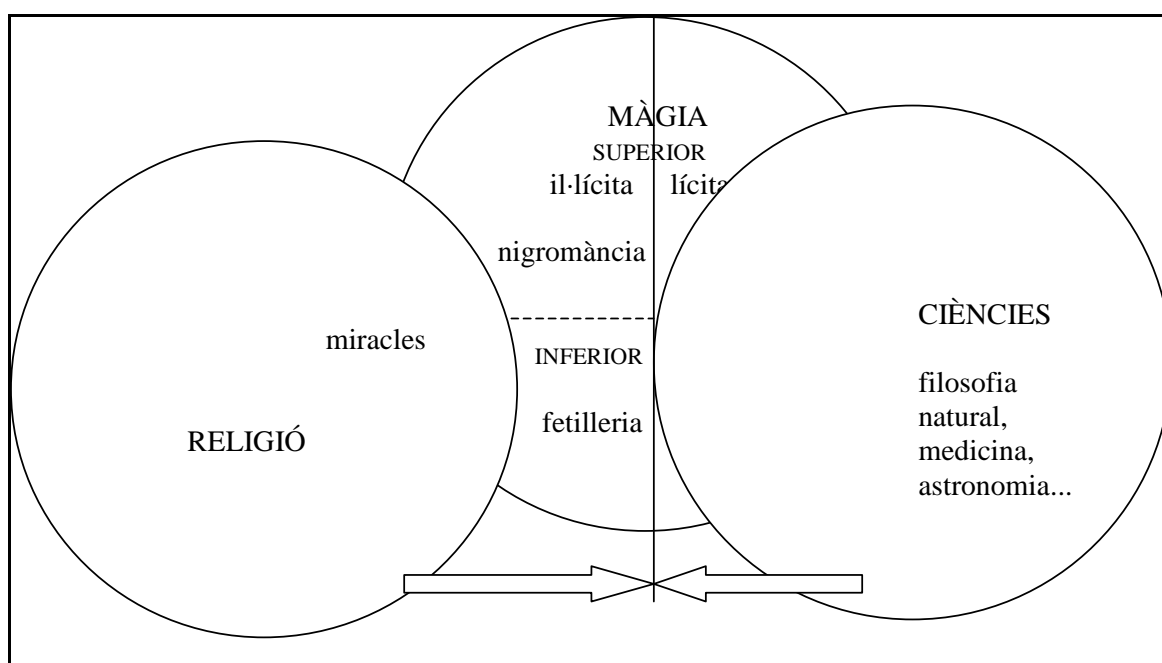 MÀGIA
SUPERIOR
il·lícita lícita
nigromància
INFERIOR
fetilleria
miracles
RELIGIÓ
CIÈNCIES
filosofia
natural,
medicina,
astronomia...